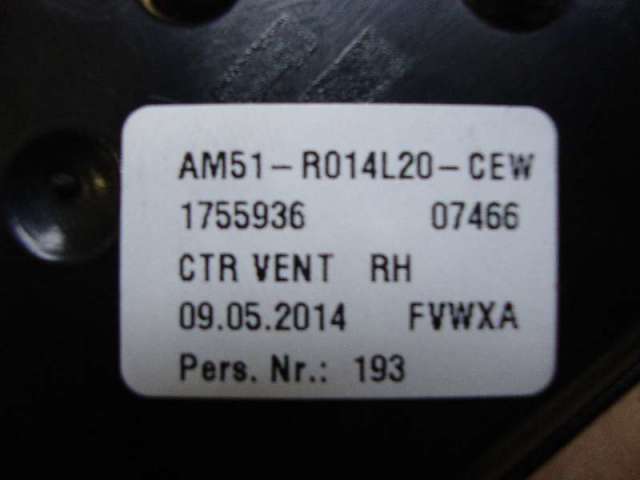 AM51-R014L20-CEW
1755936 07466
CTR VENT RH
09.05.2014 FVWXA
Pers. Nr.: 193